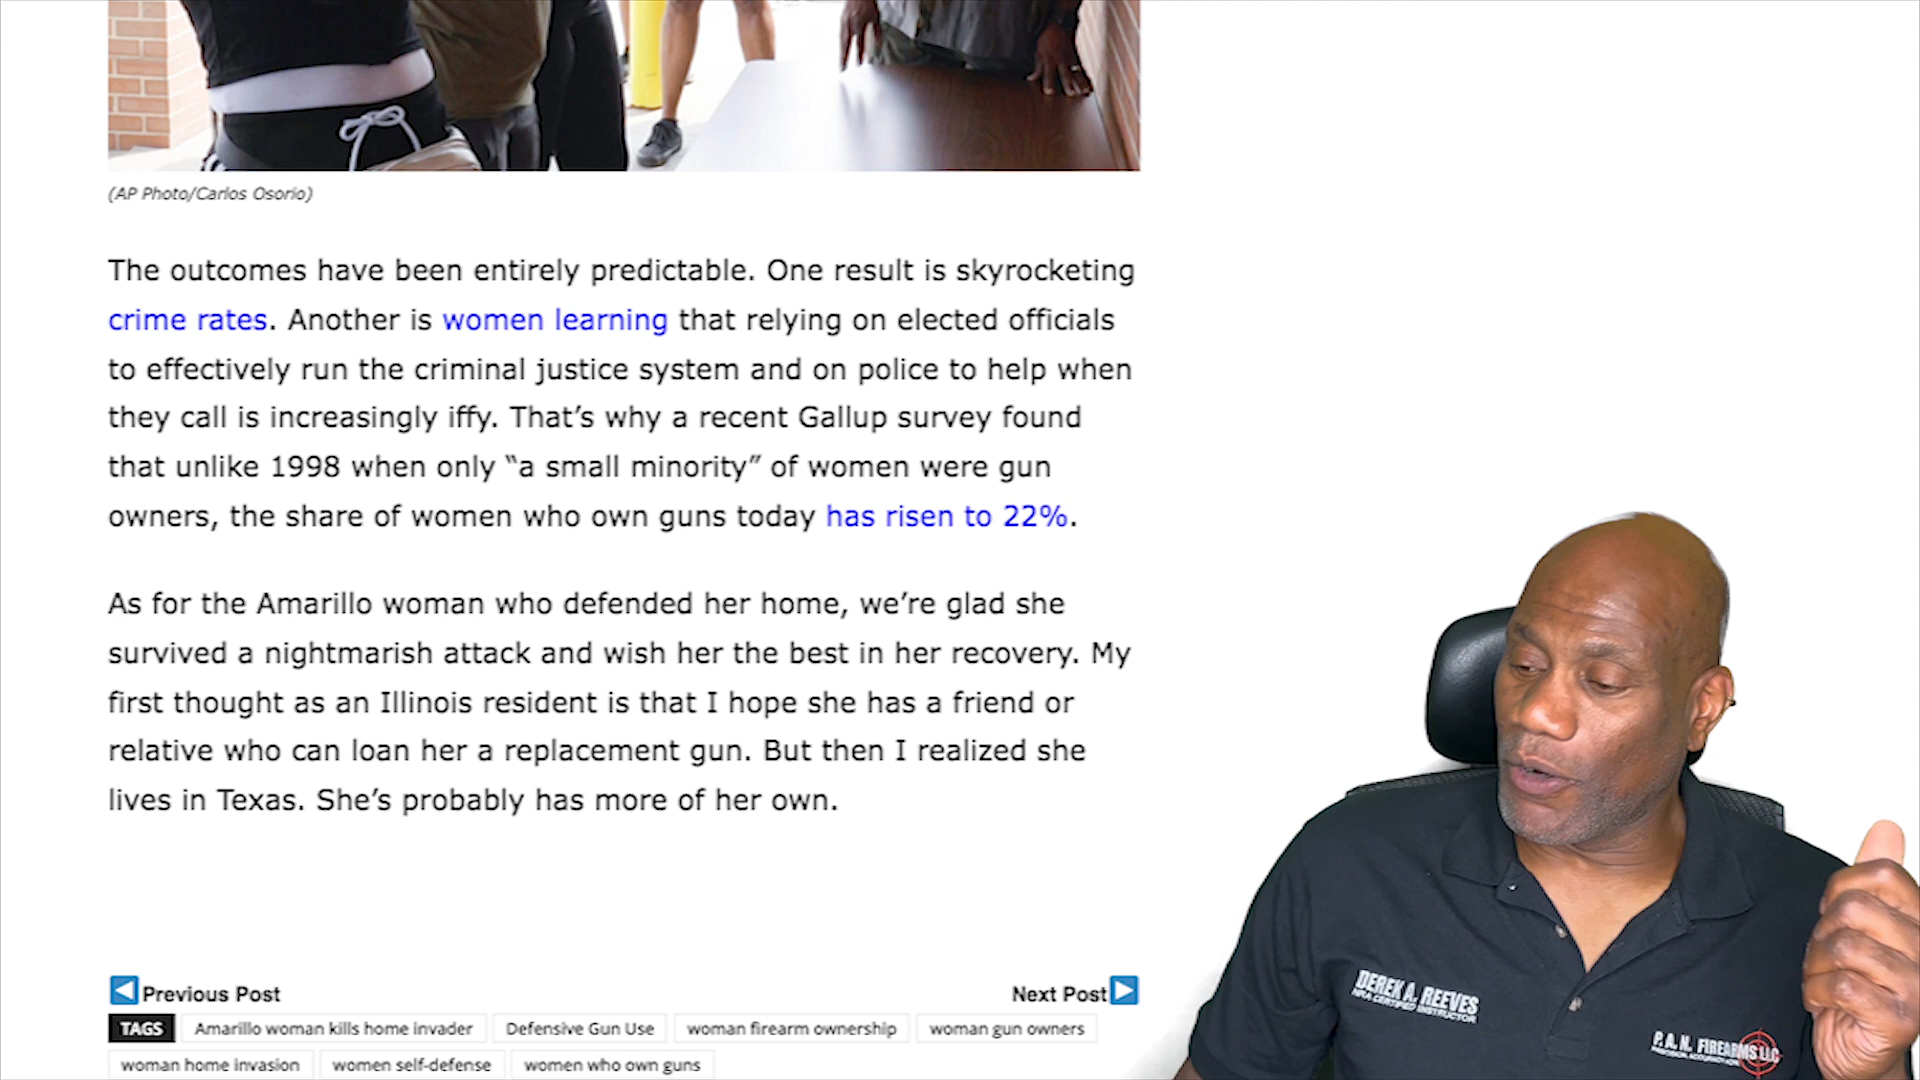 (AP Photo/Carlos Osorio)
The outcomes have been entirely predictable. One result is skyrocketing
crime rates. Another is women learning that relying on elected officials
to effectively run the criminal justice system and on police to help when
they call is increasingly iffy. That’s why a recent Gallup survey found
that unlike 1998 when only “a small minority” of women were gun
owners, the share of women who own guns today has risen to 22%.
As for the Amarillo woman who defended her home, we’re glad she
survived a nightmarish attack and wish her the best in her recovery. My
first thought as an Illinois resident is that I hope she has a friend or
relative who can loan her a replacement gun. But then I realized she
lives in Texas. She’s probably has more of her own.
Previous Post
Next Post
TAGS Amarillo woman kills home invader Defensive Gun Use woman firearm ownership woman gun owners
woman home invasion women self-defense women who own guns
DEREK A. REEVES
NRA CERTIFIED INSTRUCTOR
P.A.N. FIREARMS LLC